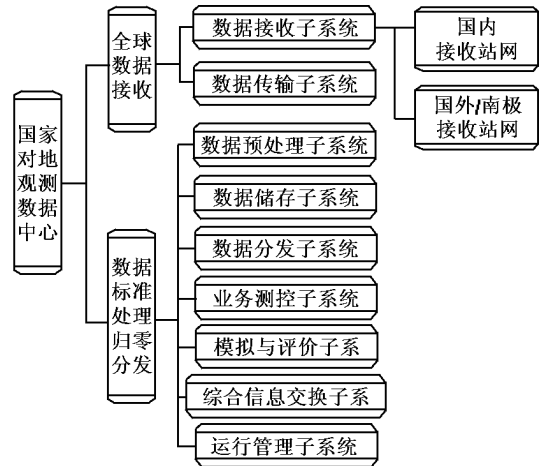 国家
对地
观测
数据
中心
全球
数据
接收
数据接收子系统
国内
接收站网
国外/南极
接收站网
数据传输子系统
数据
标准
处理
归零
分发
数据预处理子系统
数据储存子系统
数据分发子系统
业务测控子系统
模拟与评价子系
综合信息交换子系
运行管理子系统